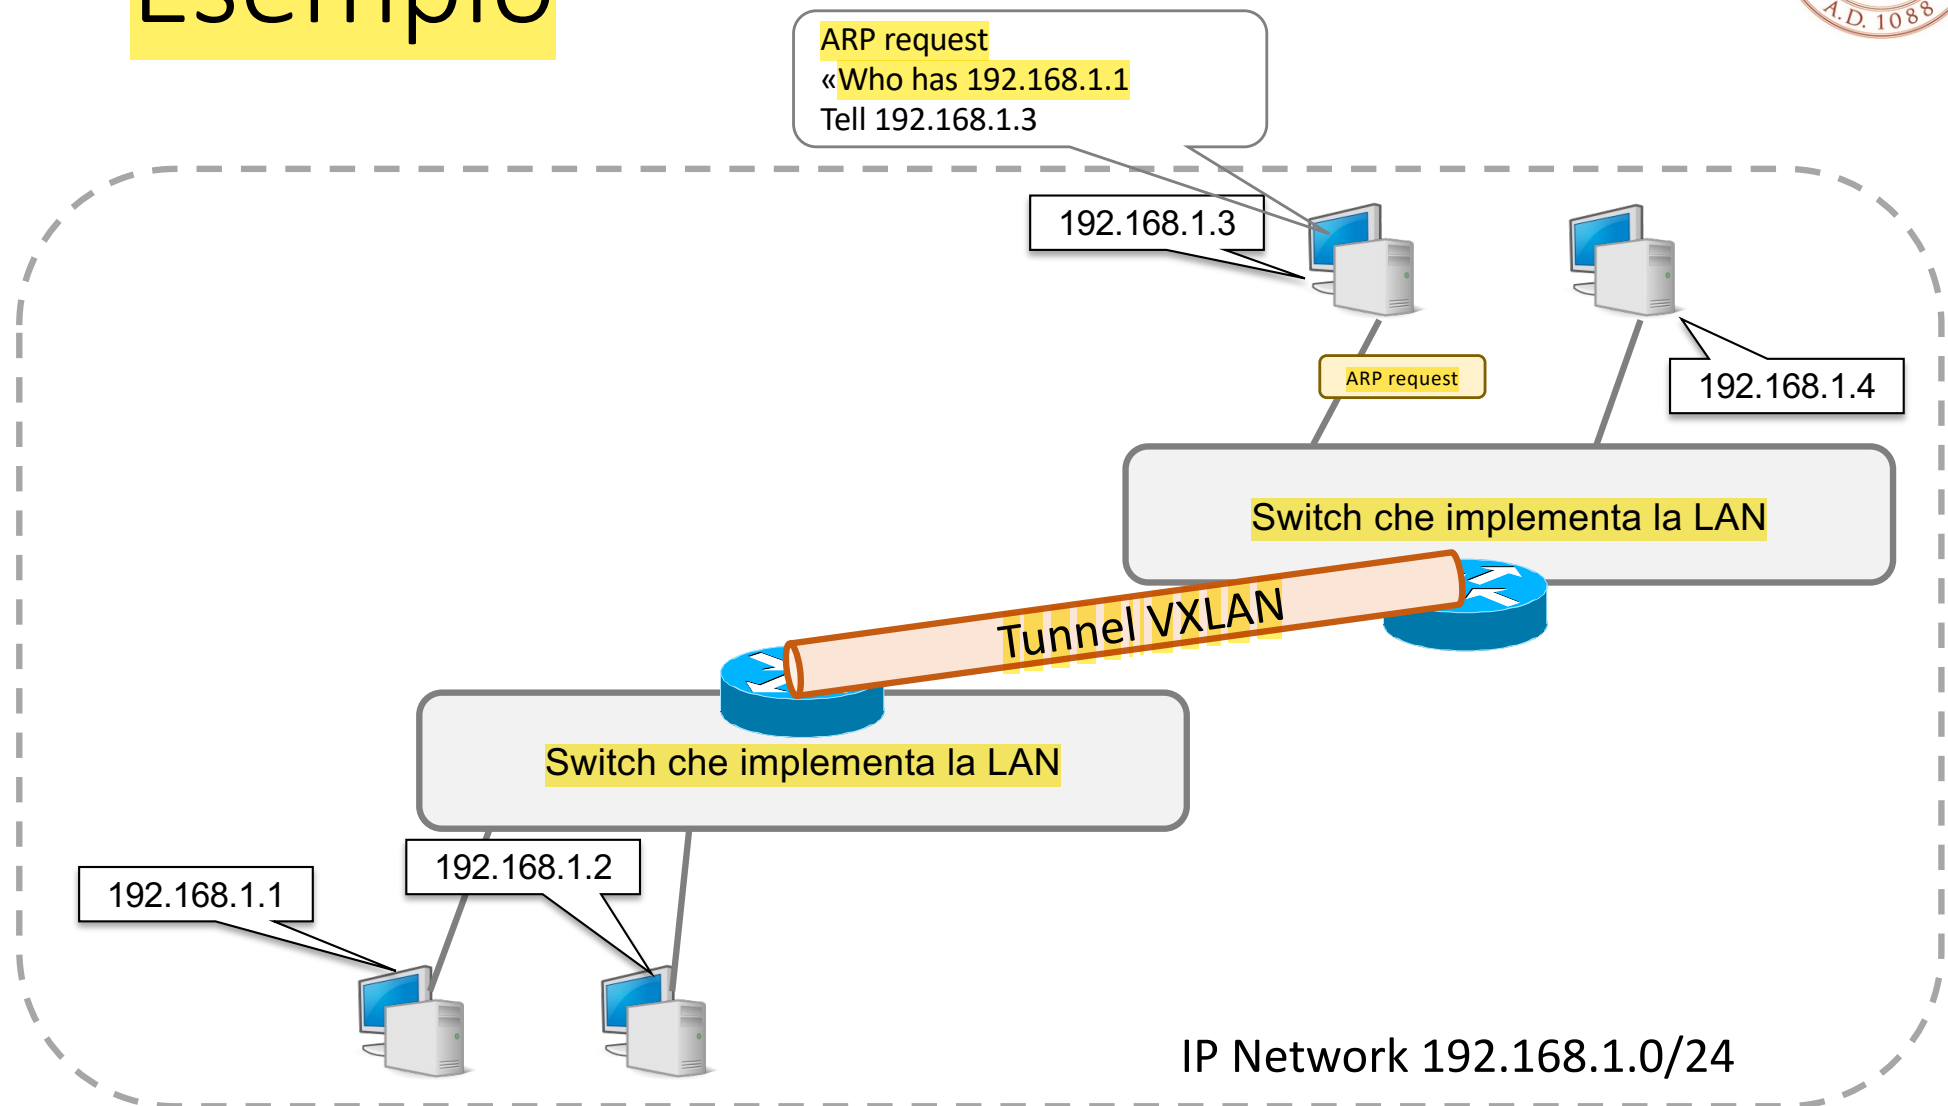 Esempio
A.D. 1088
ARP request
«Who has 192.168.1.1
Tell 192.168.1.3
192.168.1.3
ARP request
192.168.1.4
Switch che implementa la LAN
Tunnel VXLAN
Switch che implementa la LAN
192.168.1.2
192.168.1.1
IP Network 192.168.1.0/24